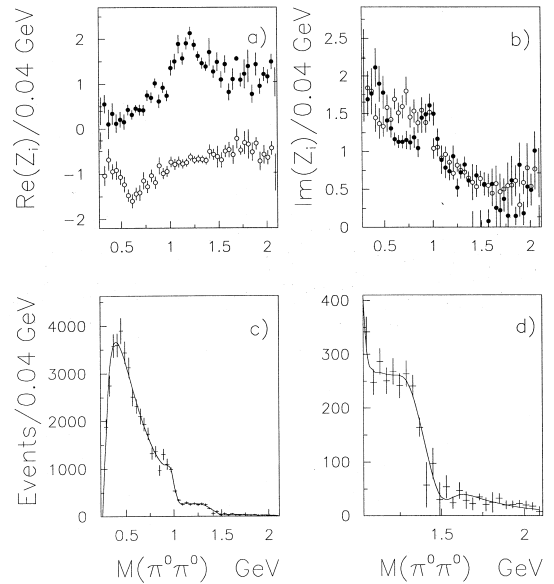 Re(Zᵢ)/0.04 GeV
2
1
0
−1
−2
a)
0.5 1 1.5 2
Im(Zᵢ)/0.04 GeV
2.5
2
1.5
1
0.5
0
b)
0.5 1 1.5 2
Events/0.04 GeV
4000
3000
2000
1000
0
c)
0.5 1 1.5 2
M(π⁰π⁰) GeV
400
300
200
100
0
d)
1.5 2
M(π⁰π⁰) GeV